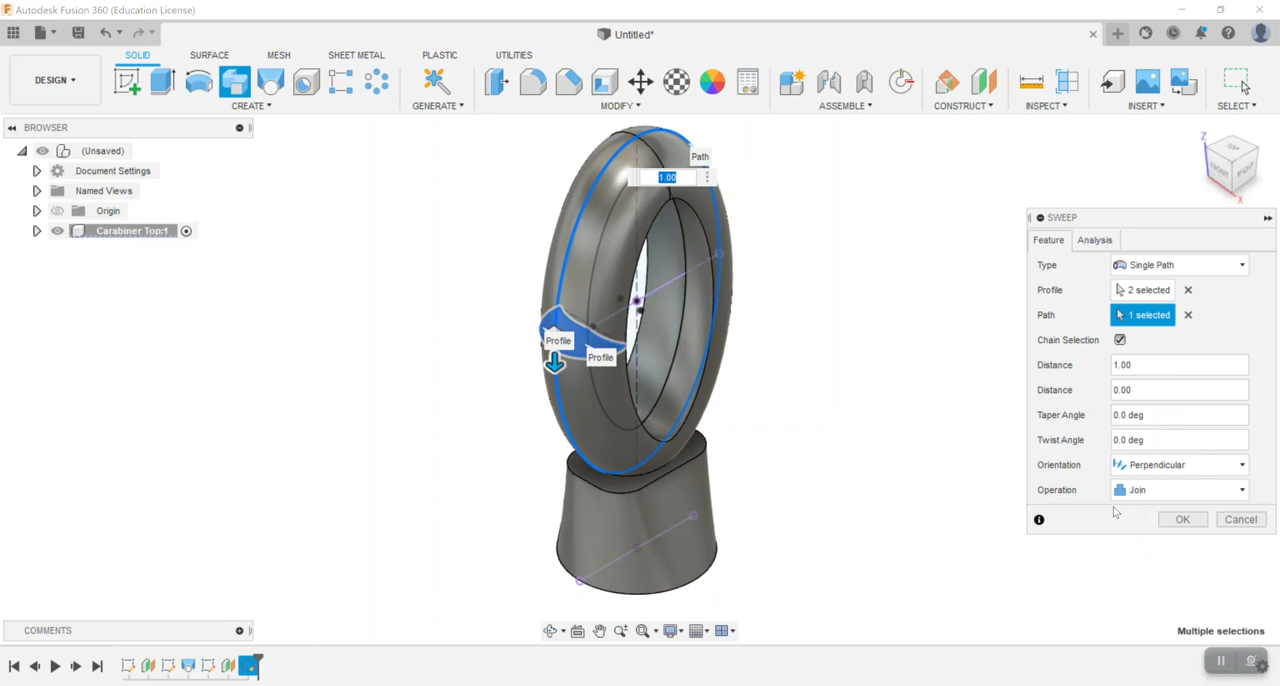 Autodesk Fusion 360 (Education License)
Untitled*
SOLID SURFACE MESH SHEET METAL PLASTIC UTILITIES
DESIGN
CREATE GENERATE MODIFY ASSEMBLE CONSTRUCT INSPECT INSERT SELECT
BROWSER
(Unsaved)
Document Settings
Named Views
Origin
Carabiner Top:1
Path
1.00
Profile
Profile
Z
TOP
FRONT
RIGHT
X
SWEEP
Feature Analysis
Type Single Path
Profile 2 selected
Path 1 selected
Chain Selection
Distance 1.00
Distance 0.00
Taper Angle 0.0 deg
Twist Angle 0.0 deg
Orientation Perpendicular
Operation Join
OK Cancel
COMMENTS
Multiple selections